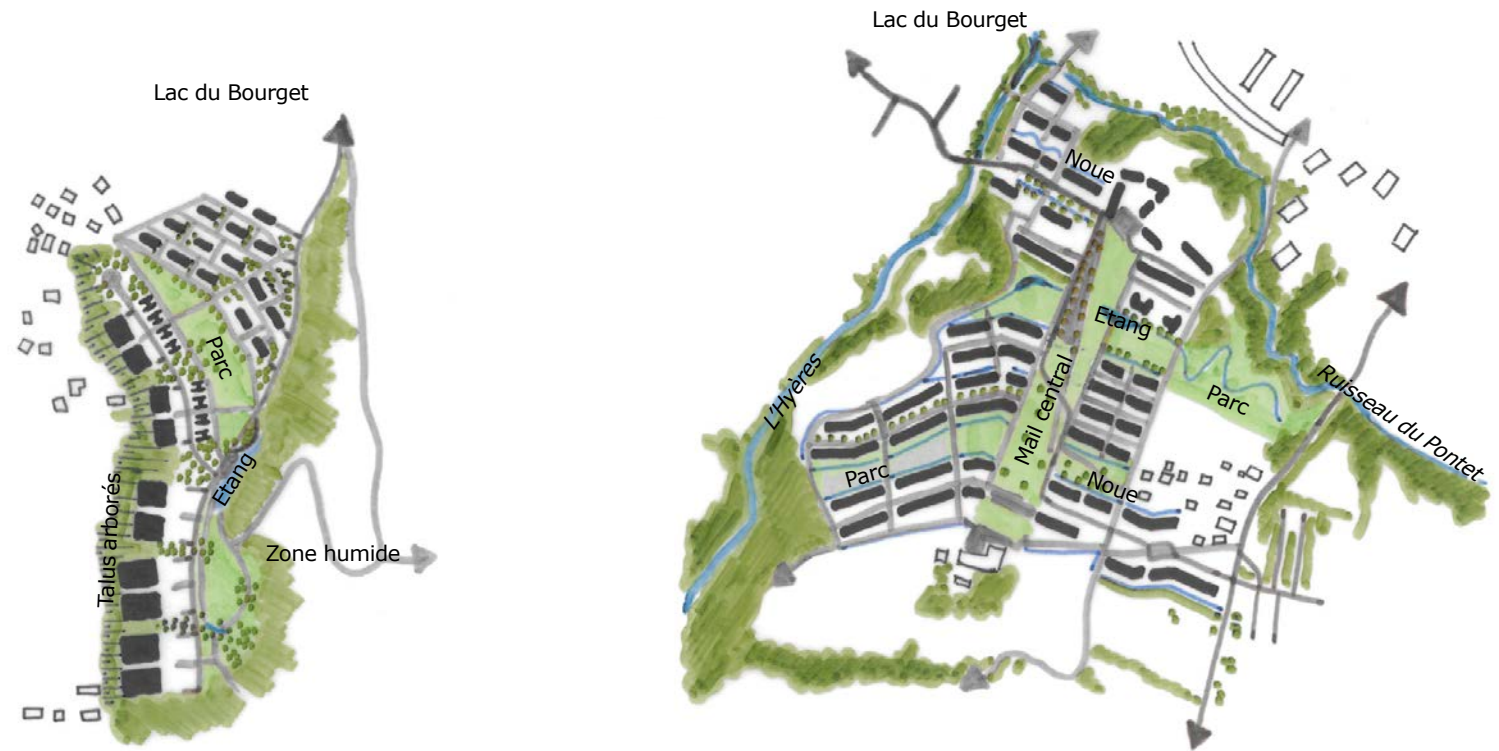 Lac du Bourget
Parc
Etang
Talus arborés
Zone humide
Lac du Bourget
Noue
Etang
L'Hyères
Mail central
Parc
Ruisseau du Pontet
Parc
Noue